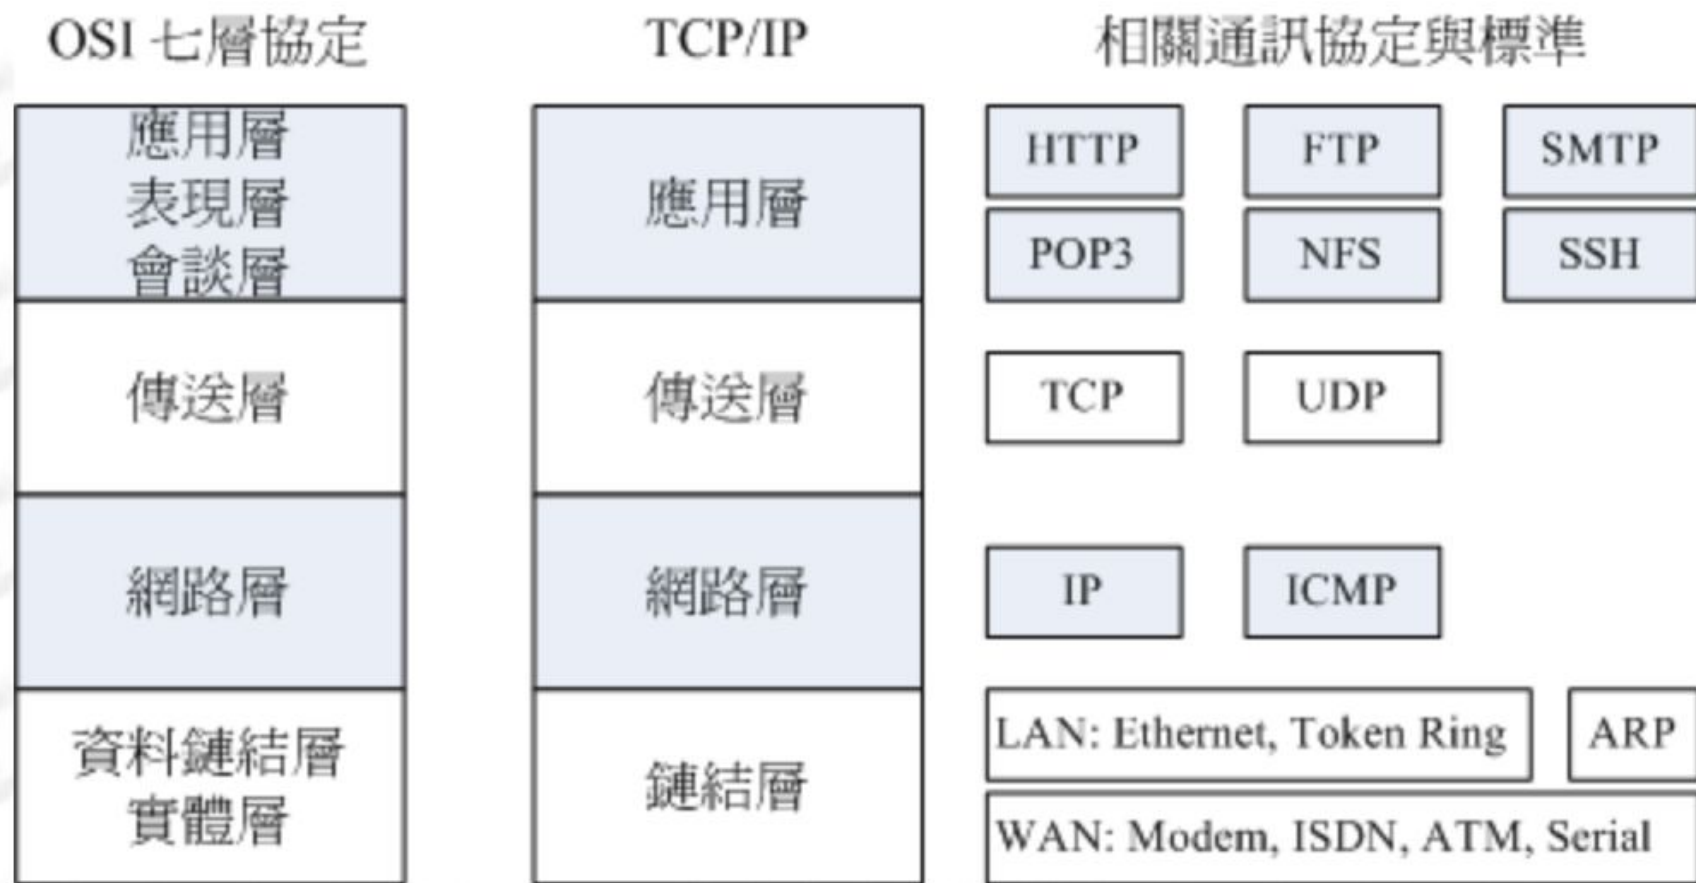 OSI 七層協定
TCP/IP
相關通訊協定與標準
應用層
表現層
會談層
應用層
HTTP
FTP
SMTP
POP3
NFS
SSH
傳送層
傳送層
TCP
UDP
網路層
網路層
IP
ICMP
資料鏈結層
實體層
鏈結層
LAN: Ethernet, Token Ring
ARP
WAN: Modem, ISDN, ATM, Serial